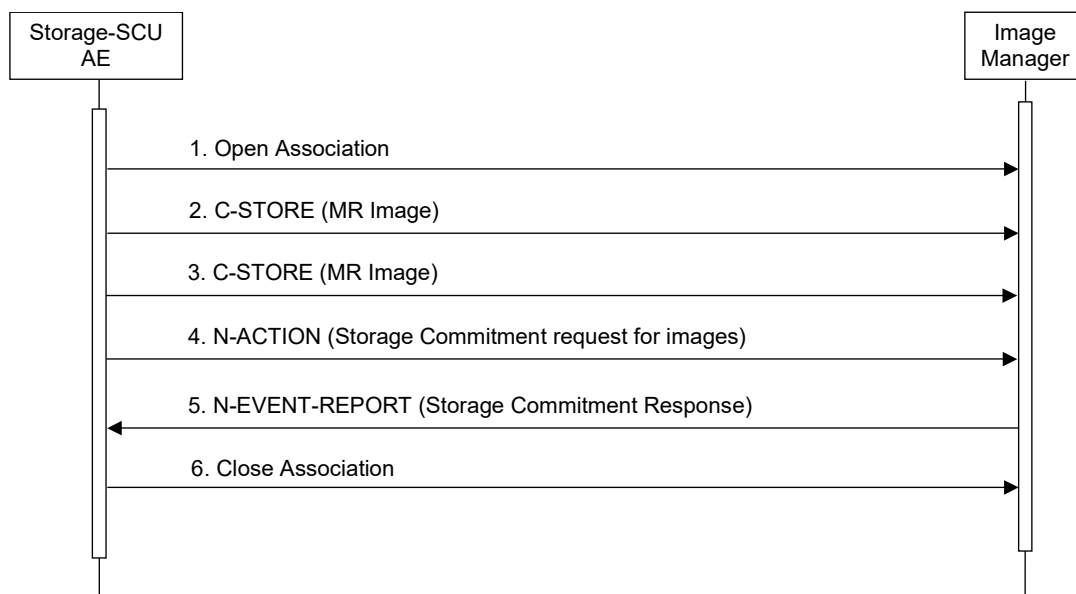 Storage-SCU
AE
Image
Manager
1. Open Association
2. C-STORE (MR Image)
3. C-STORE (MR Image)
4. N-ACTION (Storage Commitment request for images)
5. N-EVENT-REPORT (Storage Commitment Response)
6. Close Association